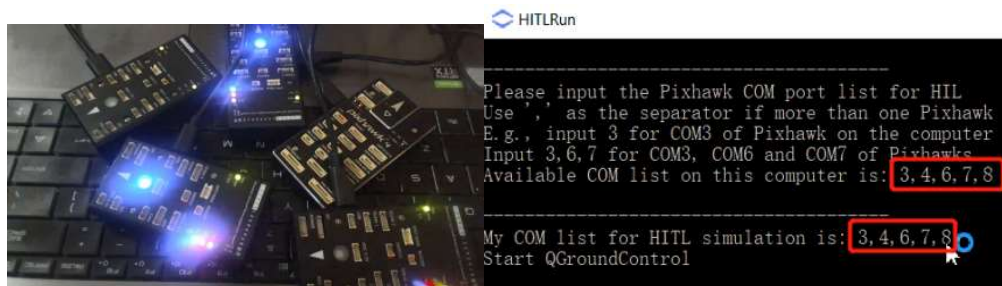 HITLRun
Please input the Pixhawk COM port list for HIL
Use ',' as the separator if more than one Pixhawk
E.g., input 3 for COM3 of Pixhawk on the computer
Input 3,6,7 for COM3, COM6 and COM7 of Pixhawks
Available COM list on this computer is: 3,4,6,7,8
My COM list for HITL simulation is: 3,4,6,7,8
Start QGroundControl